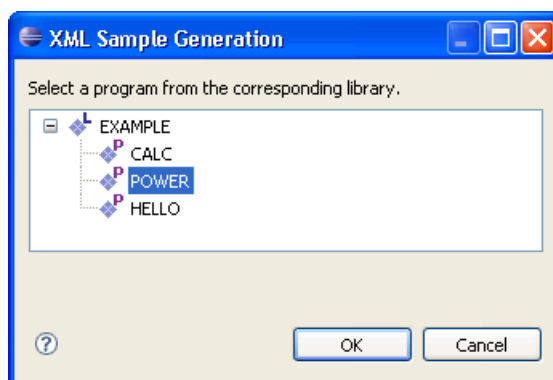 XML Sample Generation
Select a program from the corresponding library.
L EXAMPLE
P CALC
P POWER
P HELLO
? OK Cancel